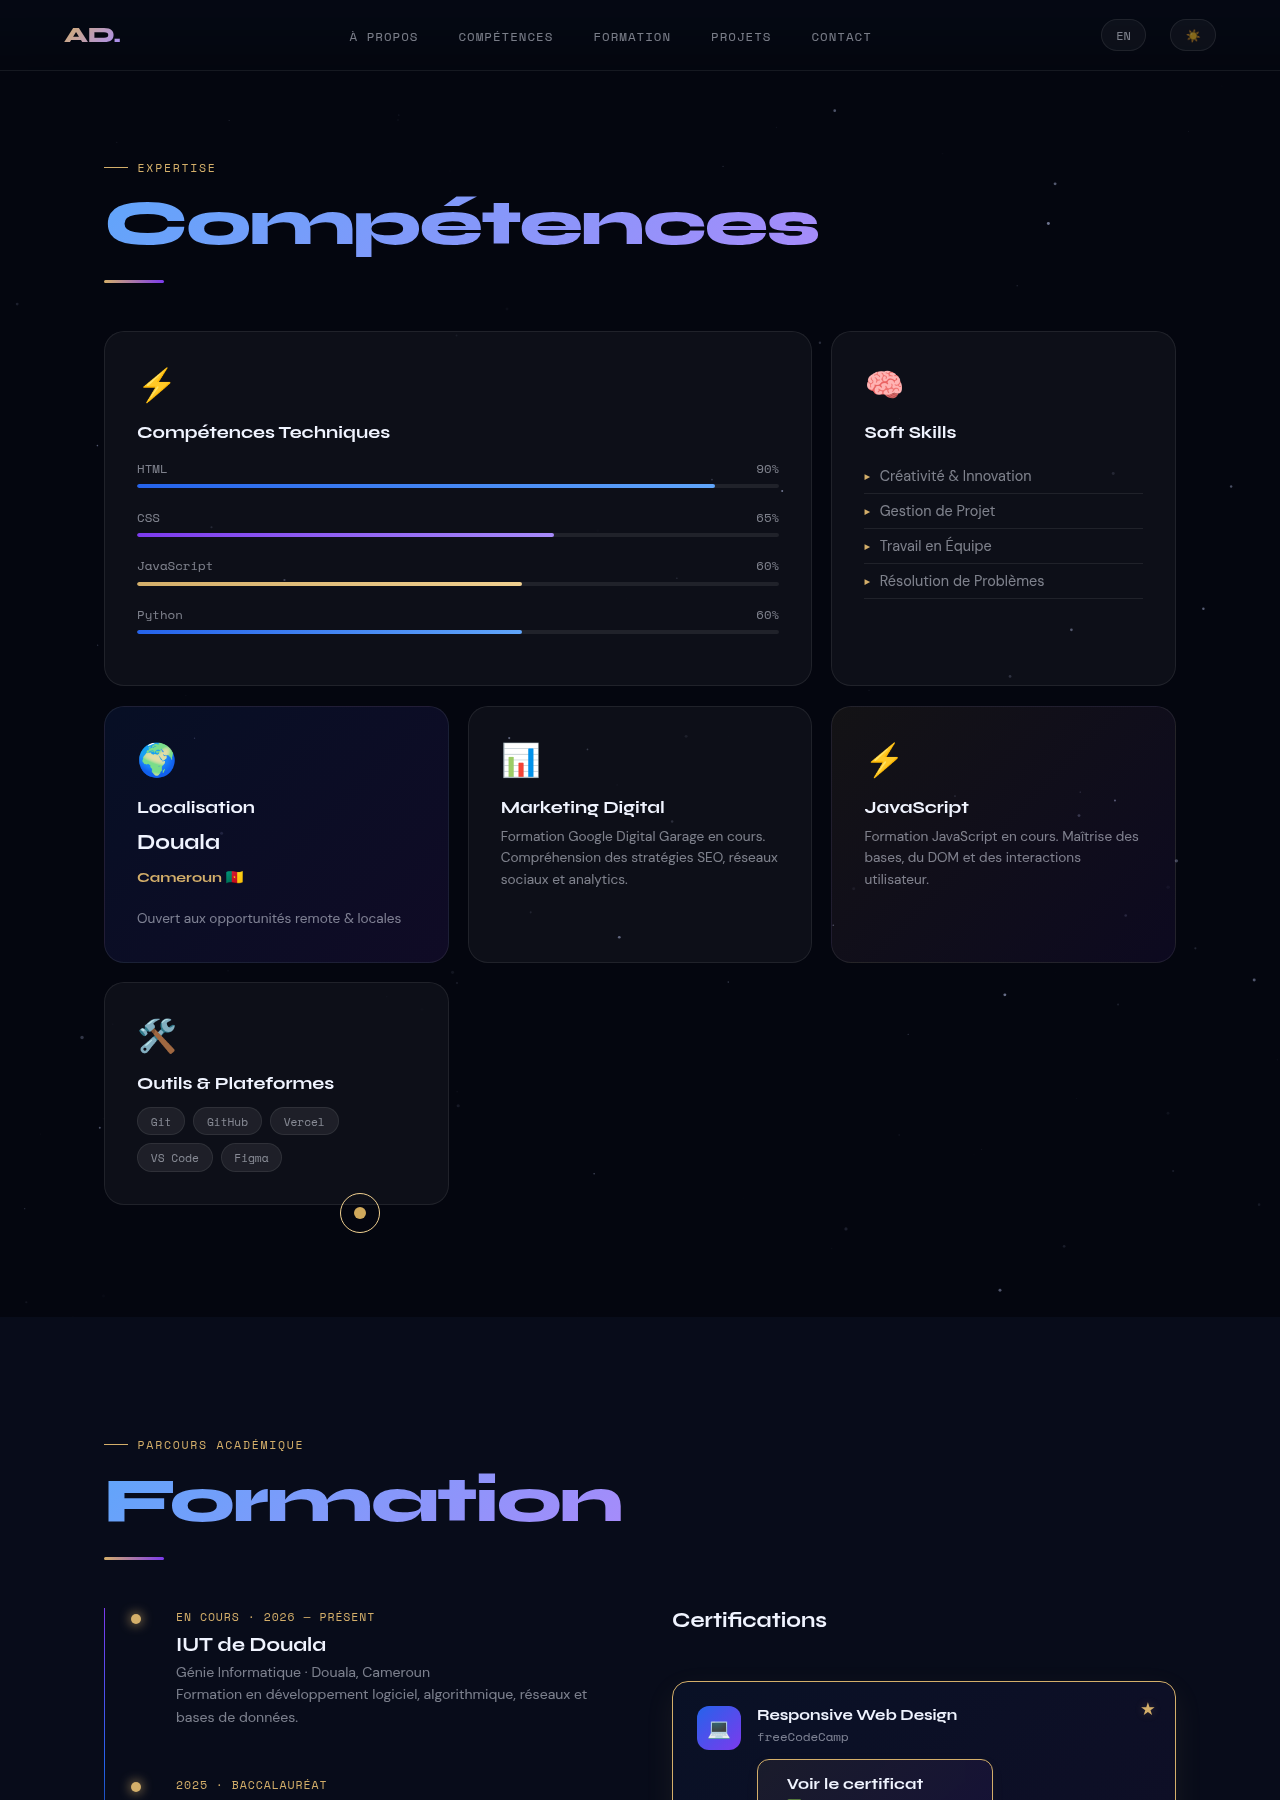 AD.
À PROPOS
COMPÉTENCES
FORMATION
PROJETS
CONTACT
EN
EXPERTISE
Compétences
Compétences Techniques
HTML 90%
CSS 65%
JavaScript 60%
Python 60%
Soft Skills
▸ Créativité & Innovation
▸ Gestion de Projet
▸ Travail en Équipe
▸ Résolution de Problèmes
Localisation
Douala
Cameroun 🇨🇲
Ouvert aux opportunités remote & locales
Marketing Digital
Formation Google Digital Garage en cours.
Compréhension des stratégies SEO, réseaux
sociaux et analytics.
JavaScript
Formation JavaScript en cours. Maîtrise des
bases, du DOM et des interactions
utilisateur.
Outils & Plateformes
Git
GitHub
Vercel
VS Code
Figma
PARCOURS ACADÉMIQUE
Formation
EN COURS · 2026 — PRÉSENT
IUT de Douala
Génie Informatique · Douala, Cameroun
Formation en développement logiciel, algorithmique, réseaux et
bases de données.
2025 · BACCALAURÉAT
Certifications
Responsive Web Design
freeCodeCamp
Voir le certificat